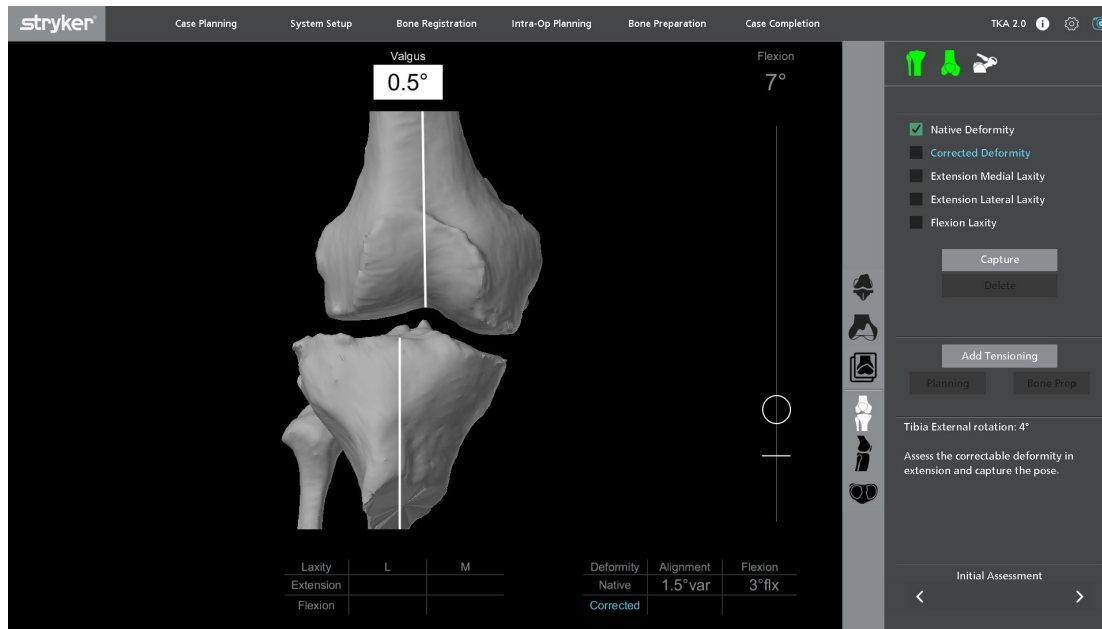 stryker
Case Planning System Setup Bone Registration Intra-Op Planning Bone Preparation Case Completion TKA 2.0
Valgus
0.5°
Flexion
7°
Native Deformity
Corrected Deformity
Extension Medial Laxity
Extension Lateral Laxity
Flexion Laxity
Capture
Delete
Add Tensioning
Planning Bone Prep
Tibia External rotation: 4°
Assess the correctable deformity in
extension and capture the pose.
Laxity L M
Extension
Flexion
Deformity Alignment Flexion
Native 1.5°var 3°flx
Corrected
Initial Assessment